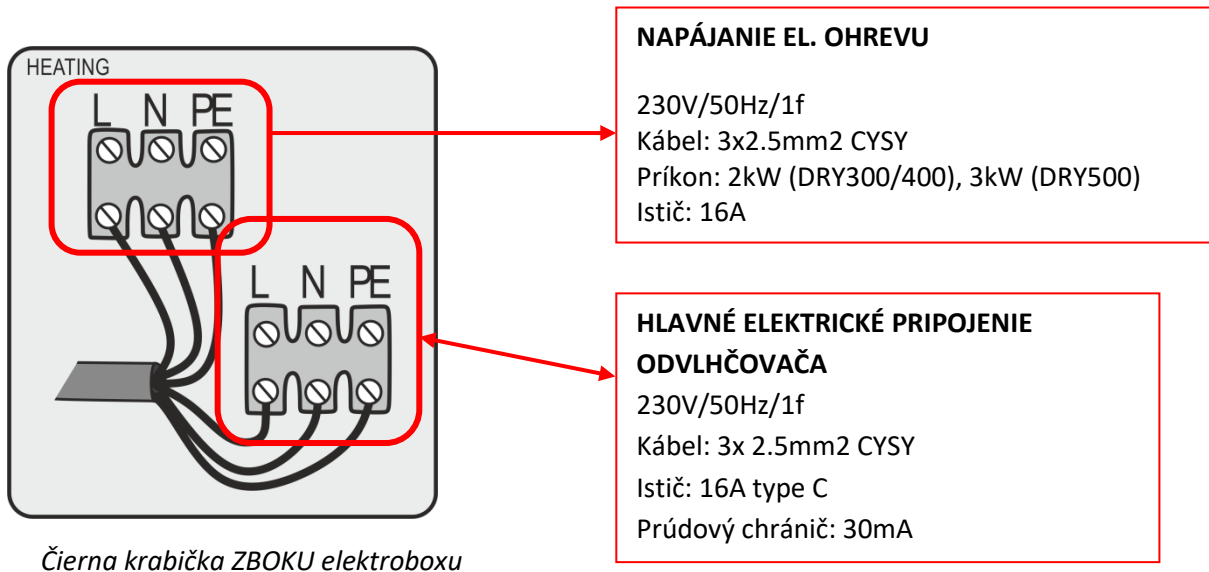 HEATING
L N PE
L N PE
Čierna krabička ZBOKU elektroboxu
NAPÁJANIE EL. OHREVU
230V/50Hz/1f
Kábel: 3x2.5mm2 CYSY
Príkon: 2kW (DRY300/400), 3kW (DRY500)
Istič: 16A
HLAVNÉ ELEKTRICKÉ PRIPOJENIE
ODVLHČOVAČA
230V/50Hz/1f
Kábel: 3x 2.5mm2 CYSY
Istič: 16A type C
Prúdový chránič: 30mA